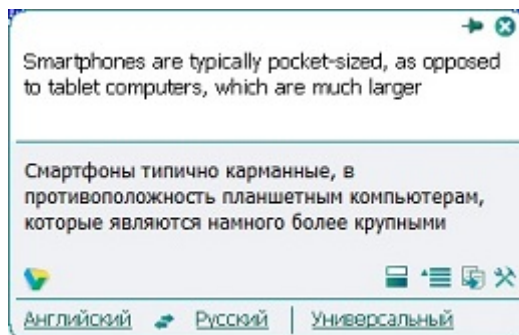 Smartphones are typically pocket-sized, as opposed
to tablet computers, which are much larger
Смартфоны типично карманные, в
противоположность планшетным компьютерам,
которые являются намного более крупными
Английский Русский Универсальный